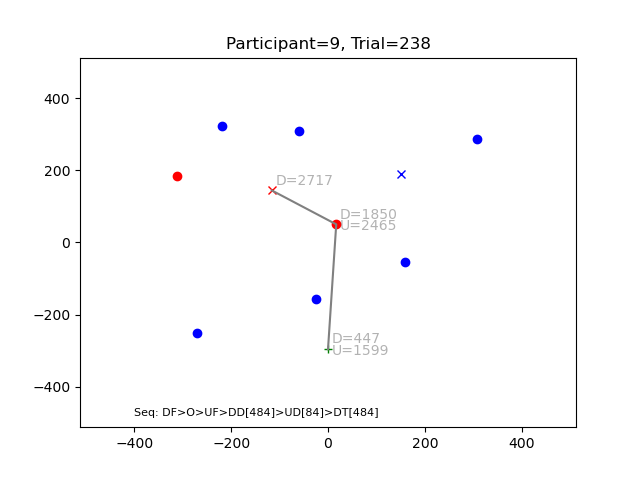 Participant=9, Trial=238
400
200
0
−200
−400
D=2717
D=1850
U=2465
D=447
U=1599
Seq: DF>O>UF>DD[484]>UD[84]>DT[484]
−400
−200
0
200
400